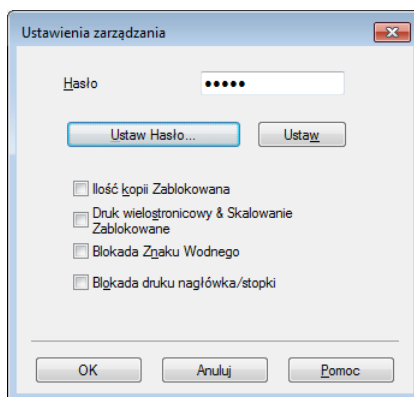 Ustawienia zarządzania
Hasło
Ustaw Hasło... Ustaw
Ilość kopii Zablokowana
Druk wielostronicowy & Skalowanie
Zablokowane
Blokada Znaku Wodnego
Blokada druku nagłówka/stopki
OK Anuluj Pomoc